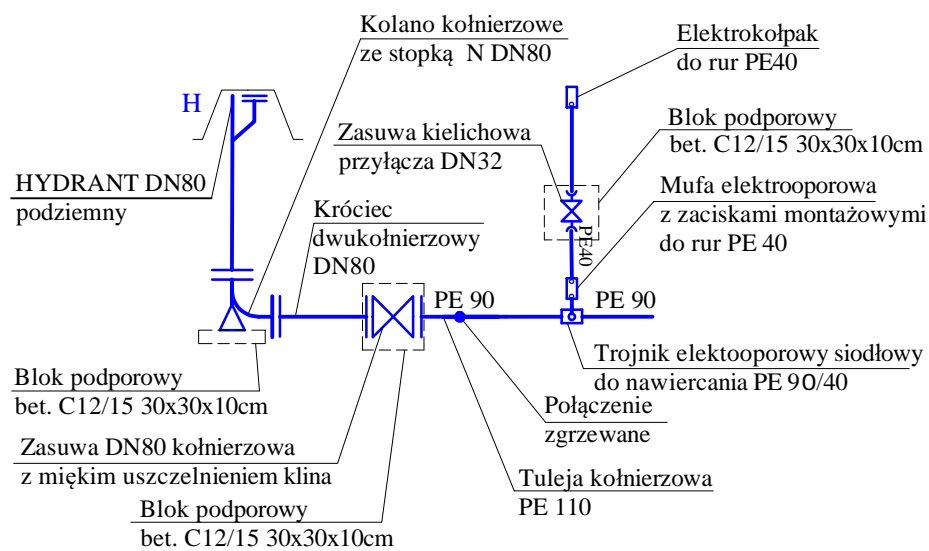 Kolano kołnierzowe
ze stopką N DN80
Elektrokołpak
do rur PE40
H
Zasuwa kielichowa
przyłącza DN32
Blok podporowy
bet. C12/15 30x30x10cm
HYDRANT DN80
podziemny
Króciec
dwukołnierzowy
DN80
Mufa elektrooporowa
z zaciskami montażowymi
do rur PE 40
PE40
PE 90
PE 90
Trojnik elektooporowy siodłowy
do nawiercania PE 90/40
Blok podporowy
bet. C12/15 30x30x10cm
Połączenie
zgrzewane
Zasuwa DN80 kołnierzowa
z miękim uszczelnieniem klina
Tuleja kołnierzowa
PE 110
Blok podporowy
bet. C12/15 30x30x10cm